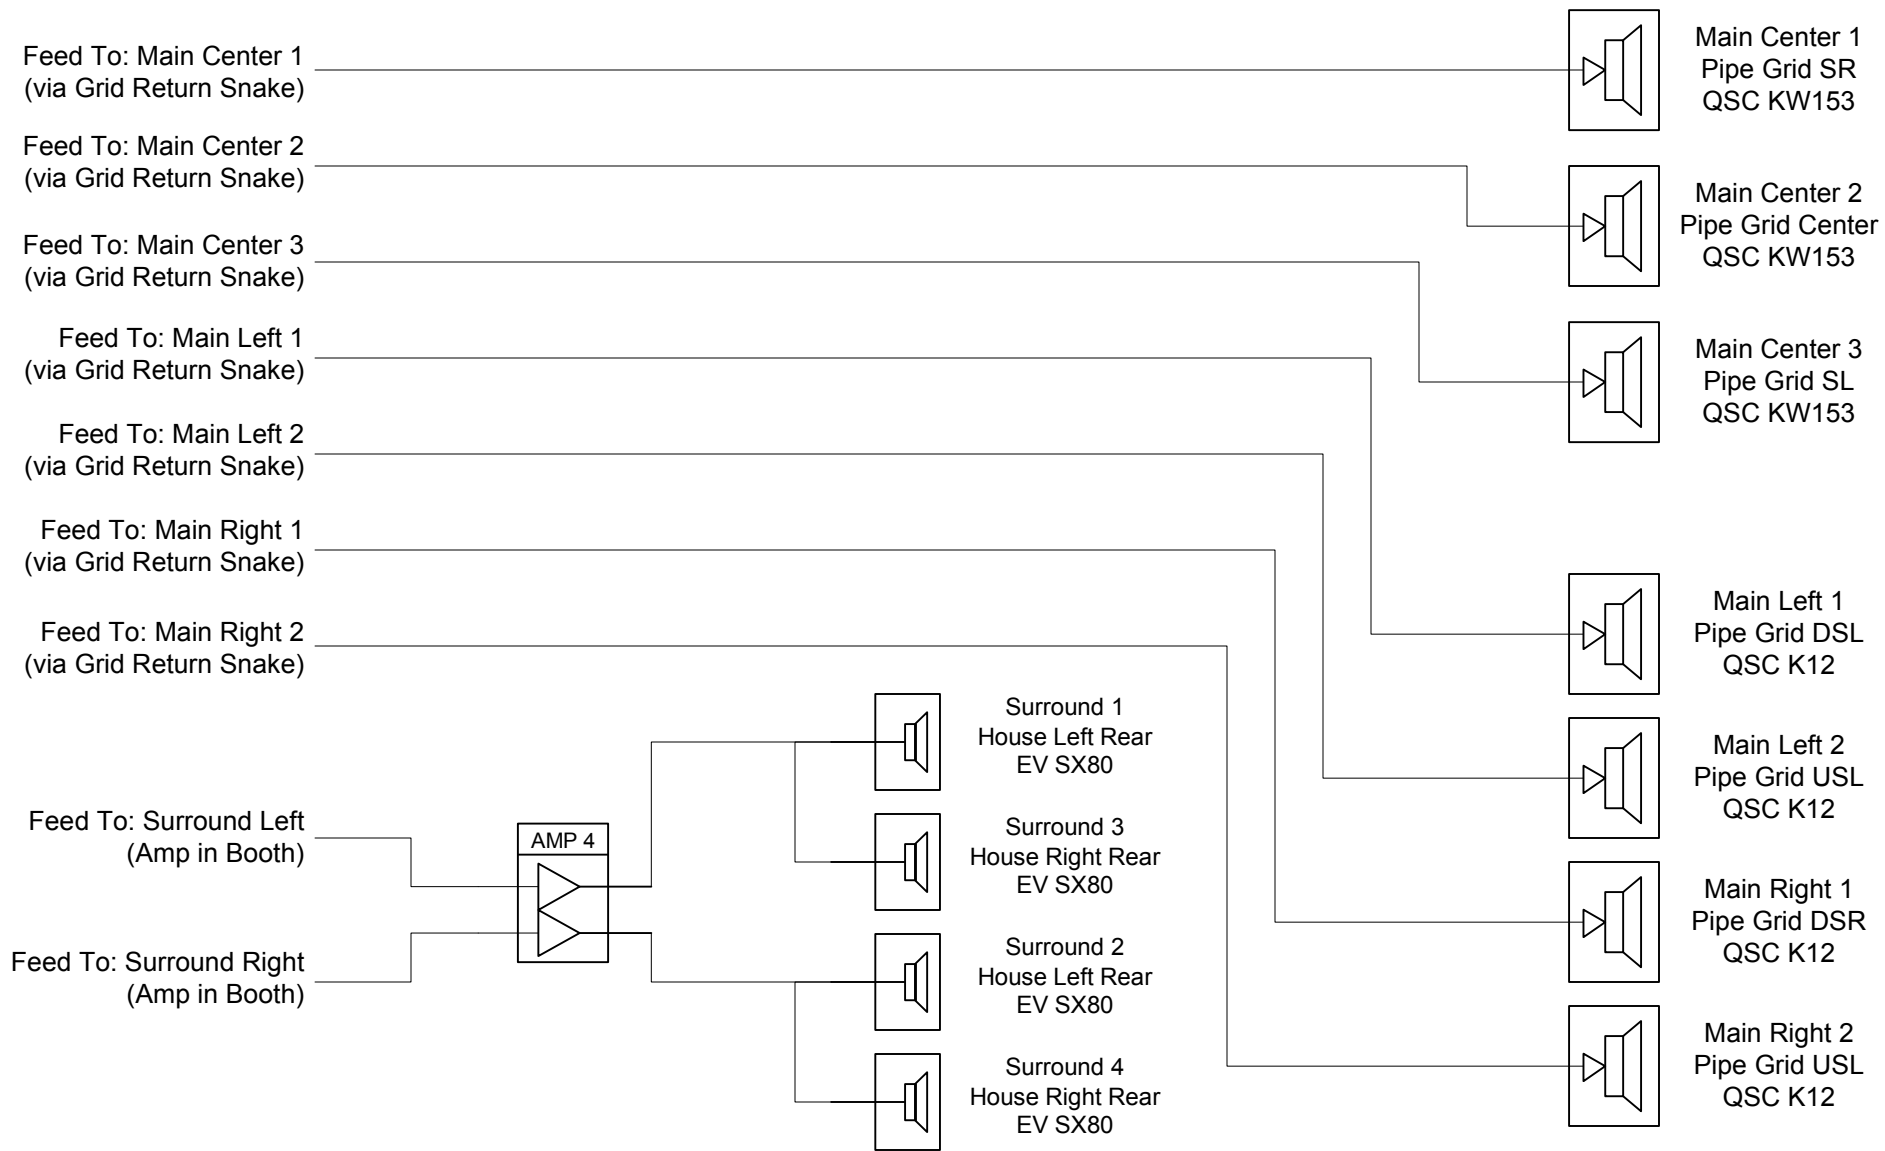 Feed To: Main Center 1
(via Grid Return Snake)
Feed To: Main Center 2
(via Grid Return Snake)
Feed To: Main Center 3
(via Grid Return Snake)
Feed To: Main Left 1
(via Grid Return Snake)
Feed To: Main Left 2
(via Grid Return Snake)
Feed To: Main Right 1
(via Grid Return Snake)
Feed To: Main Right 2
(via Grid Return Snake)
Feed To: Surround Left
(Amp in Booth)
Feed To: Surround Right
(Amp in Booth)
AMP 4
Surround 1
House Left Rear
EV SX80
Surround 3
House Right Rear
EV SX80
Surround 2
House Left Rear
EV SX80
Surround 4
House Right Rear
EV SX80
Main Center 1
Pipe Grid SR
QSC KW153
Main Center 2
Pipe Grid Center
QSC KW153
Main Center 3
Pipe Grid SL
QSC KW153
Main Left 1
Pipe Grid DSL
QSC K12
Main Left 2
Pipe Grid USL
QSC K12
Main Right 1
Pipe Grid DSR
QSC K12
Main Right 2
Pipe Grid USL
QSC K12